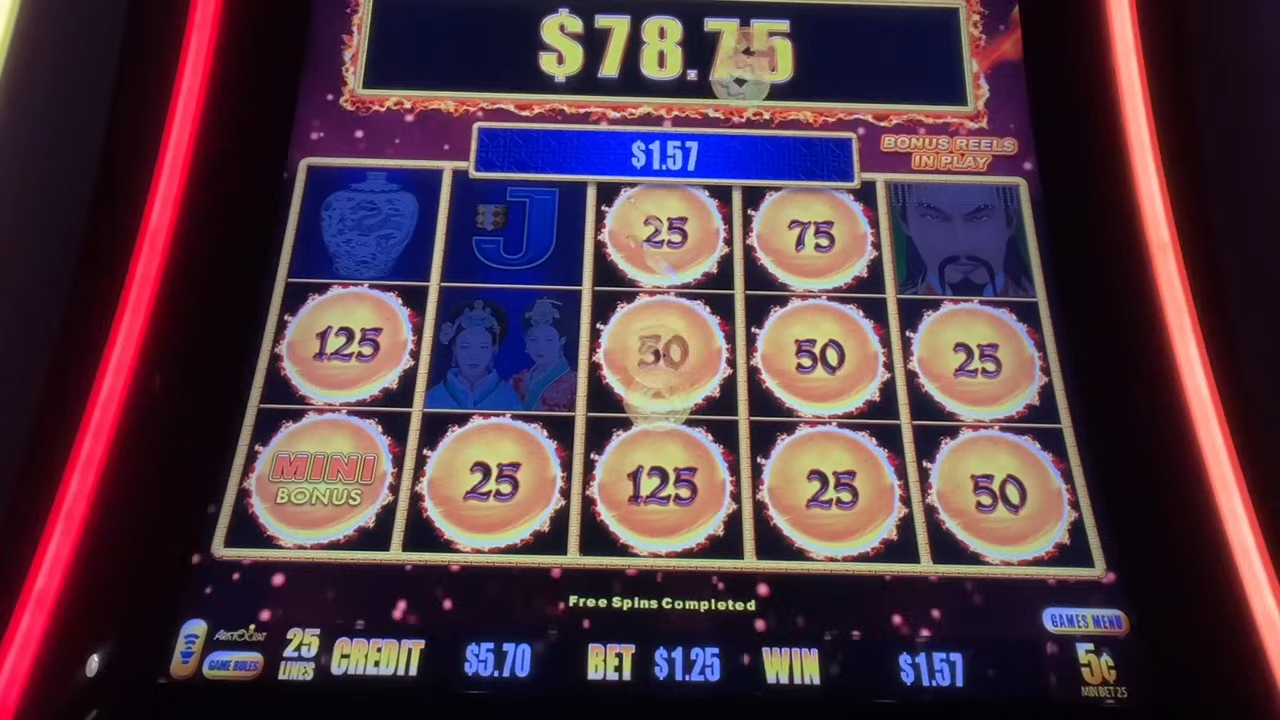 $78.75
$1.57
BONUS REELS
IN PLAY
J
25
75
125
50
50
25
MINI
BONUS
25
125
25
50
Free Spins Completed
GAMES MENU
ARISTOCRAT
GAME RULES
25
LINES
CREDIT $5.70 BET $1.25 WIN $1.57
5¢
MIN BET 25